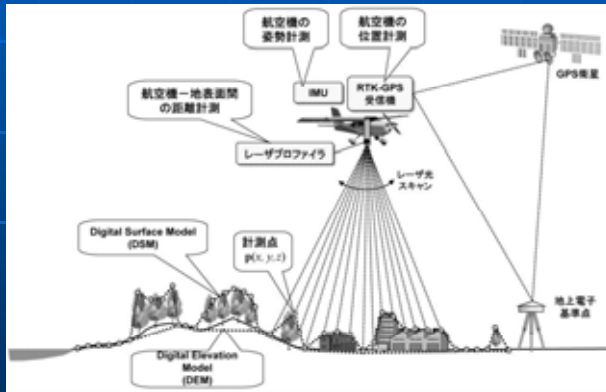 航空機の
姿勢計測
航空機の
位置計測
GPS衛星
IMU
RTK-GPS
受信機
航空機ー地表面間
の距離計測
レーザプロファイラ
レーザ光
スキャン
Digital Surface Model
(DSM)
計測点
p(x, y,z)
地上電子
基準点
Digital Elevation
Model
(DEM)